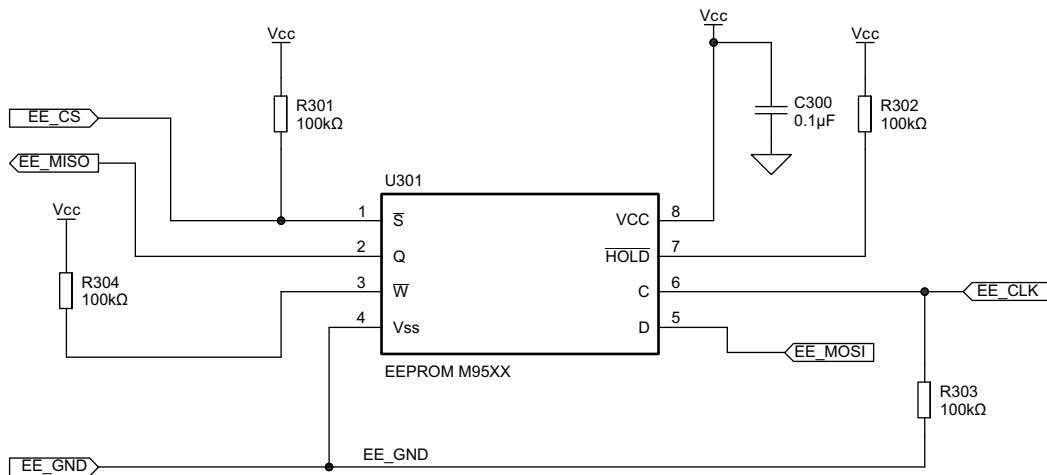 Vcc
Vcc
Vcc
R301
100kΩ
C300
0.1µF
R302
100kΩ
EE_CS
EE_MISO
U301
Vcc
1
S̅
VCC
8
2
Q
H̅O̅L̅D̅
7
R304
100kΩ
3
W̅
C
6
EE_CLK
4
Vss
D
5
EE_MOSI
EEPROM M95XX
R303
100kΩ
EE_GND
EE_GND